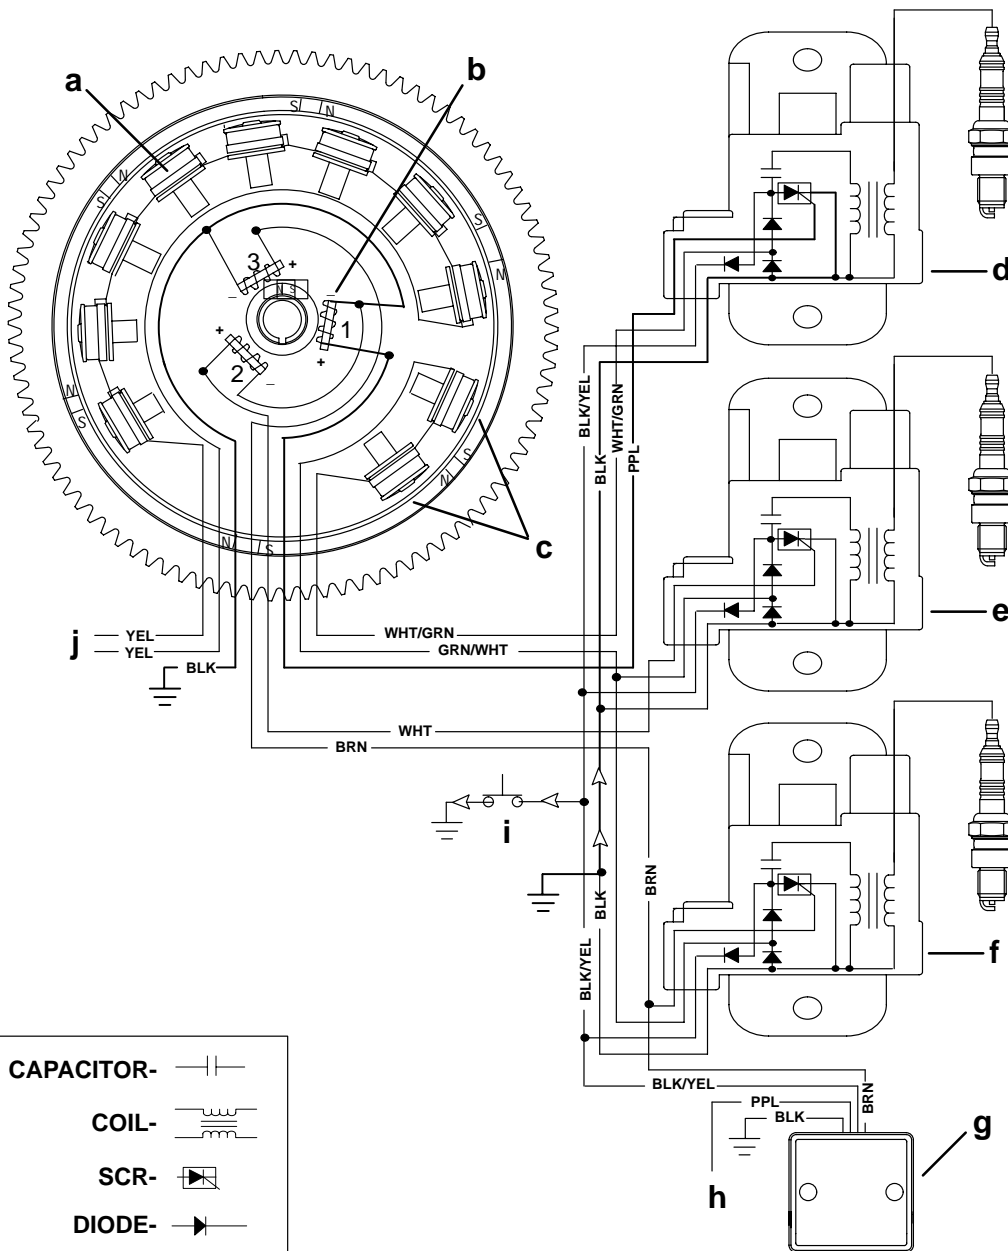 a
b
S N
N
S
S
N
3
+
–
N S
–
1
+
+
2
–
N
S
S
N
N
S
c
d
BLK/YEL
BLK
WHT/GRN
PPL
e
j
YEL
YEL
BLK
WHT/GRN
GRN/WHT
WHT
BRN
i
BRN
BLK
BLK/YEL
f
CAPACITOR-
COIL-
SCR-
DIODE-
BLK/YEL
BRN
PPL
BLK
g
h